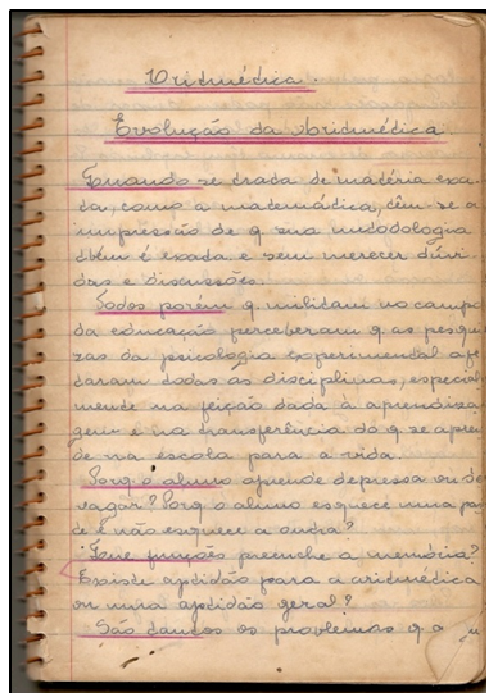 Aritmética.
Evolução da Aritmética
Quando se trata de matéria exa-
ta, como a matemática, têm-se a
impressão de q sua metodologia
tbém é exata e sem merecer dúvi-
das e discussões.
Todos porém q militam no campo
da educação perceberam q as pesqui
zas da psicologia experimental afe
taram todas as disciplinas, especial
mente na feição dada à aprendiza
gem e na transferência do q se apren
de na escola para a vida.
Porq o aluno aprende depressa ou de
vagar? Porq o aluno esquece uma par
te e não esquece a outra?
Que funções preenche a memória?
Existe aptidão para a aritmética
ou uma aptidão geral?
São tantos os problemas q a